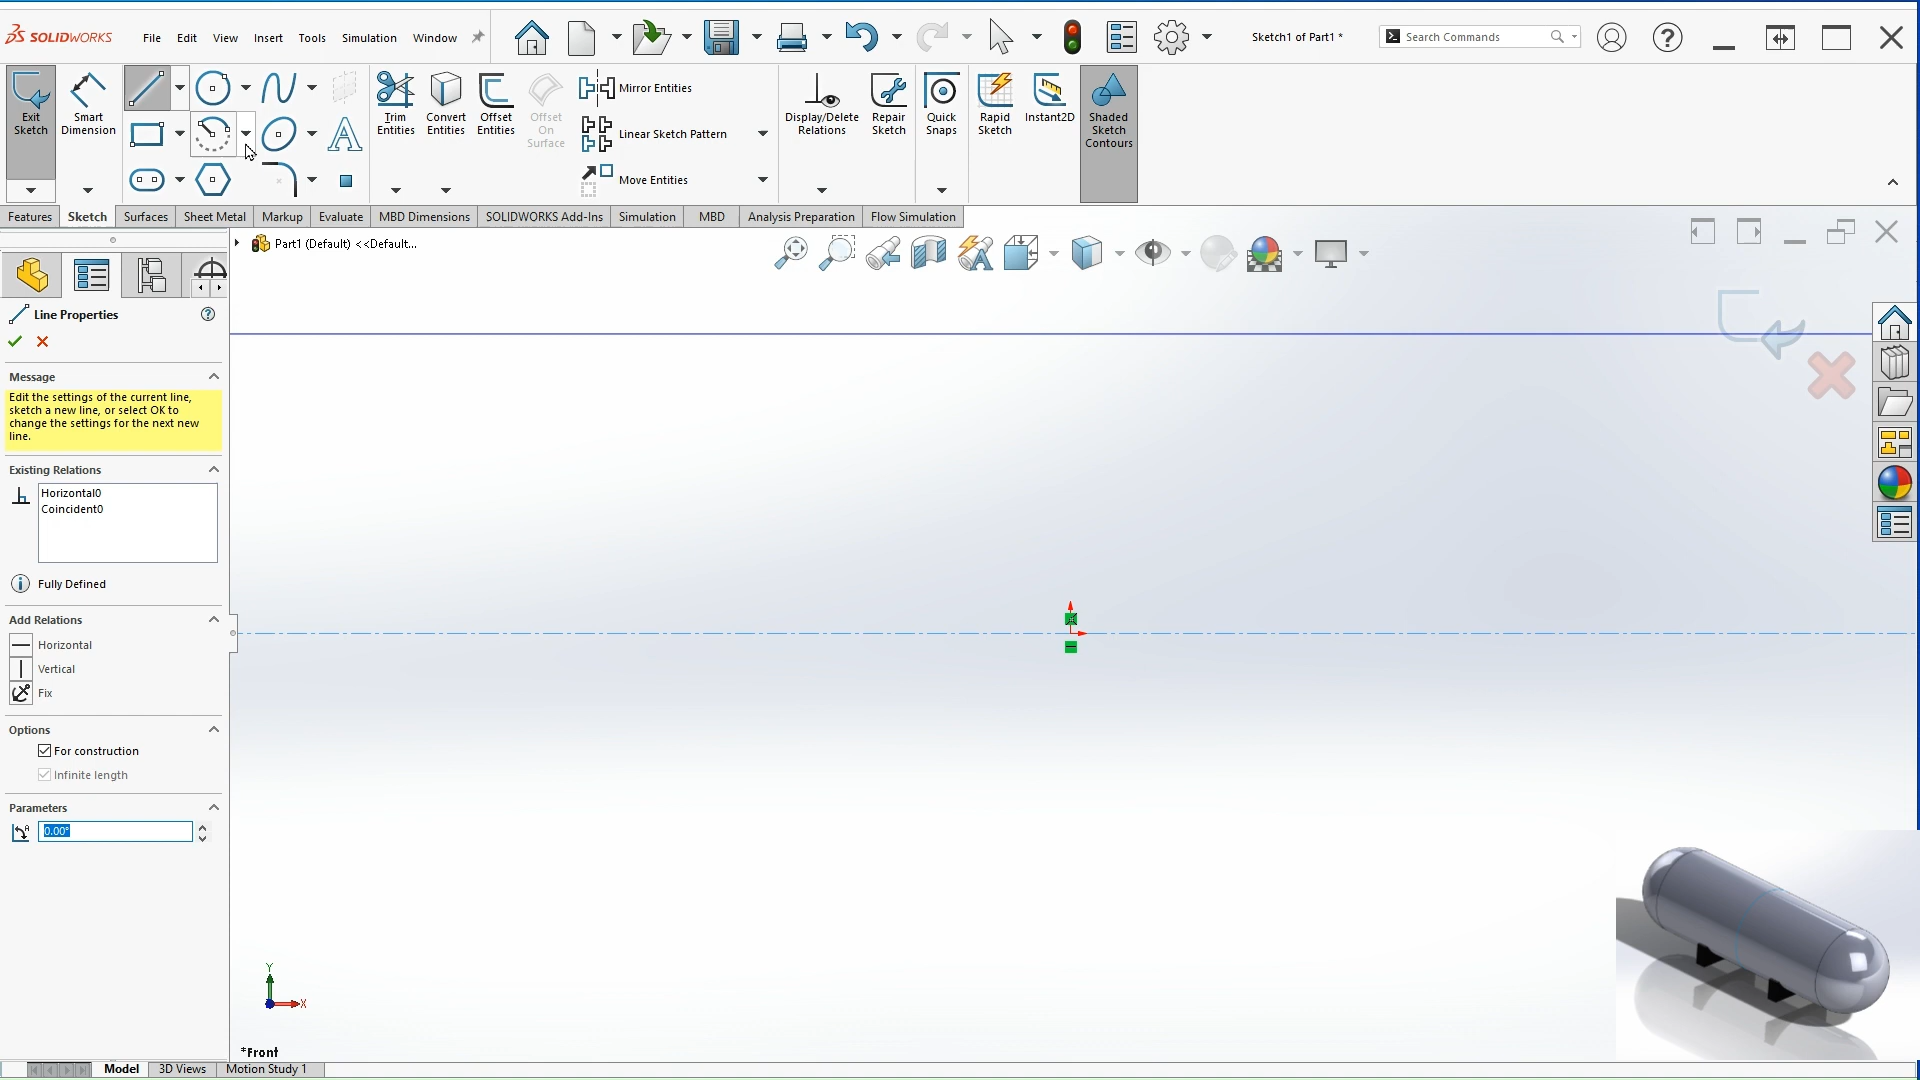 SOLIDWORKS
File Edit View Insert Tools Simulation Window
Sketch1 of Part1 *
Search Commands
Exit Sketch
Smart Dimension
Trim Entities
Convert Entities
Offset Entities
Offset On Surface
Mirror Entities
Linear Sketch Pattern
Move Entities
Display/Delete Relations
Repair Sketch
Quick Snaps
Rapid Sketch
Instant2D
Shaded Sketch Contours
Features Sketch Surfaces Sheet Metal Markup Evaluate MBD Dimensions SOLIDWORKS Add-Ins Simulation MBD Analysis Preparation Flow Simulation
Part1 (Default) <<Default...
Line Properties
Message
Edit the settings of the current line,
sketch a new line, or select OK to
change the settings for the next new
line.
Existing Relations
Horizontal0
Coincident0
Fully Defined
Add Relations
Horizontal
Vertical
Fix
Options
For construction
Infinite length
Parameters
0.00°
Y
X
*Front
Model 3D Views Motion Study 1